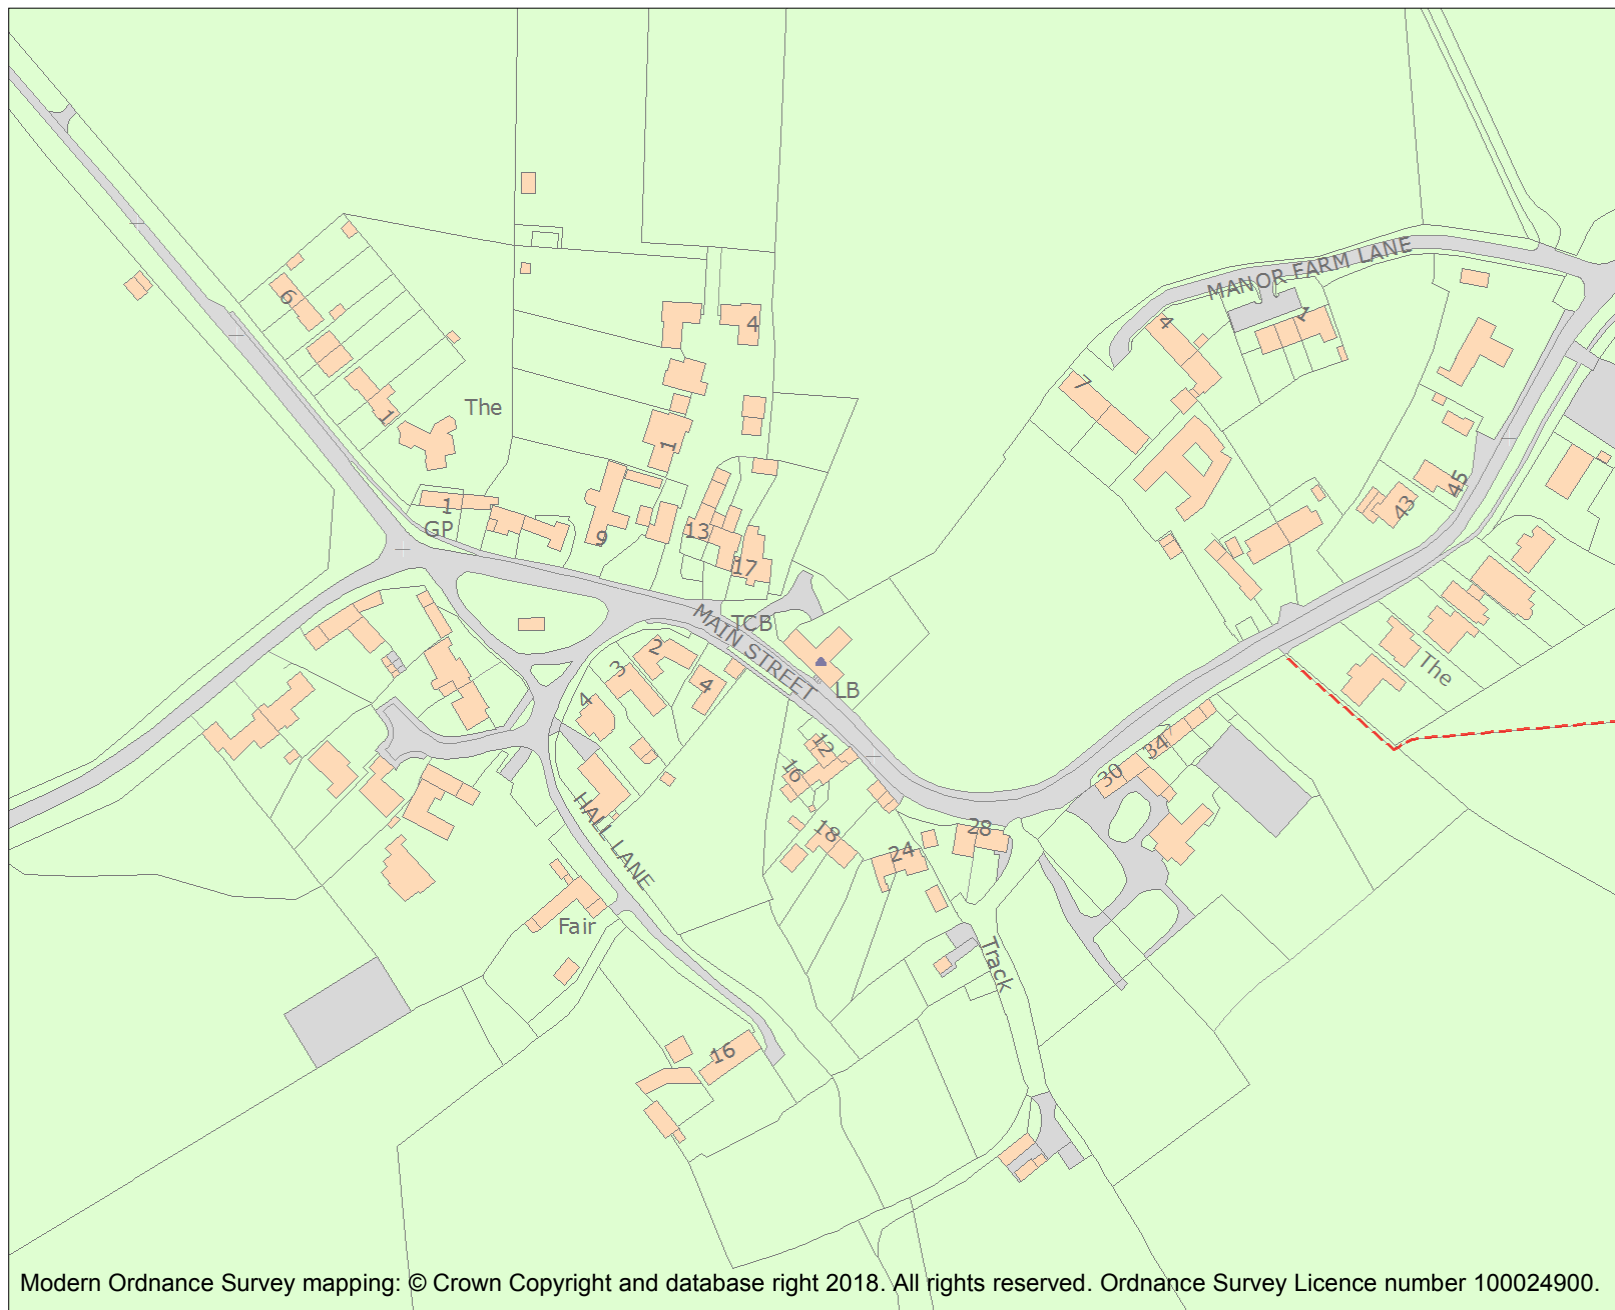 MANOR FARM LANE
6
4
1
4
7
1
The
1
45
1
43
GP
13
9
17
TCB
MAIN STREET
2
3
The
4
LB
4
12
34
16
30
HALL LANE
18
28
24
Fair
Track
16
Modern Ordnance Survey mapping: © Crown Copyright and database right 2018. All rights reserved. Ordnance Survey Licence number 100024900.